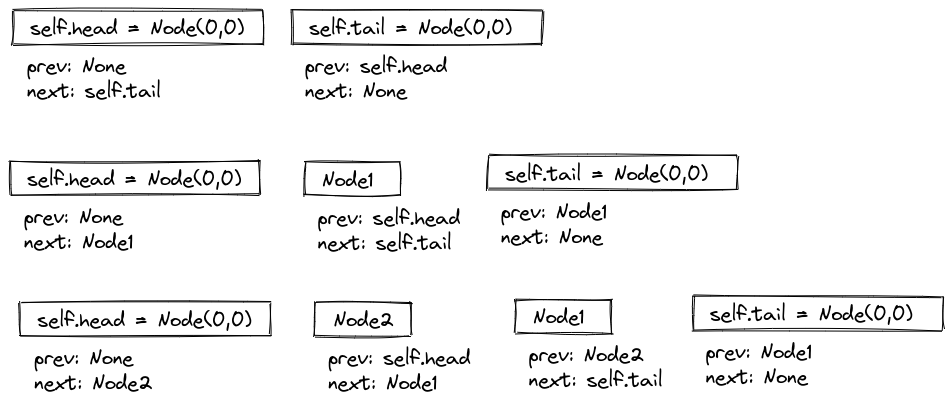 self.head = Node(0,0)
prev: None
next: self.tail
self.tail = Node(0,0)
prev: self.head
next: None
self.head = Node(0,0)
prev: None
next: Node1
Node1
prev: self.head
next: self.tail
self.tail = Node(0,0)
prev: Node1
next: None
self.head = Node(0,0)
prev: None
next: Node2
Node2
prev: self.head
next: Node1
Node1
prev: Node2
next: self.tail
self.tail = Node(0,0)
prev: Node1
next: None